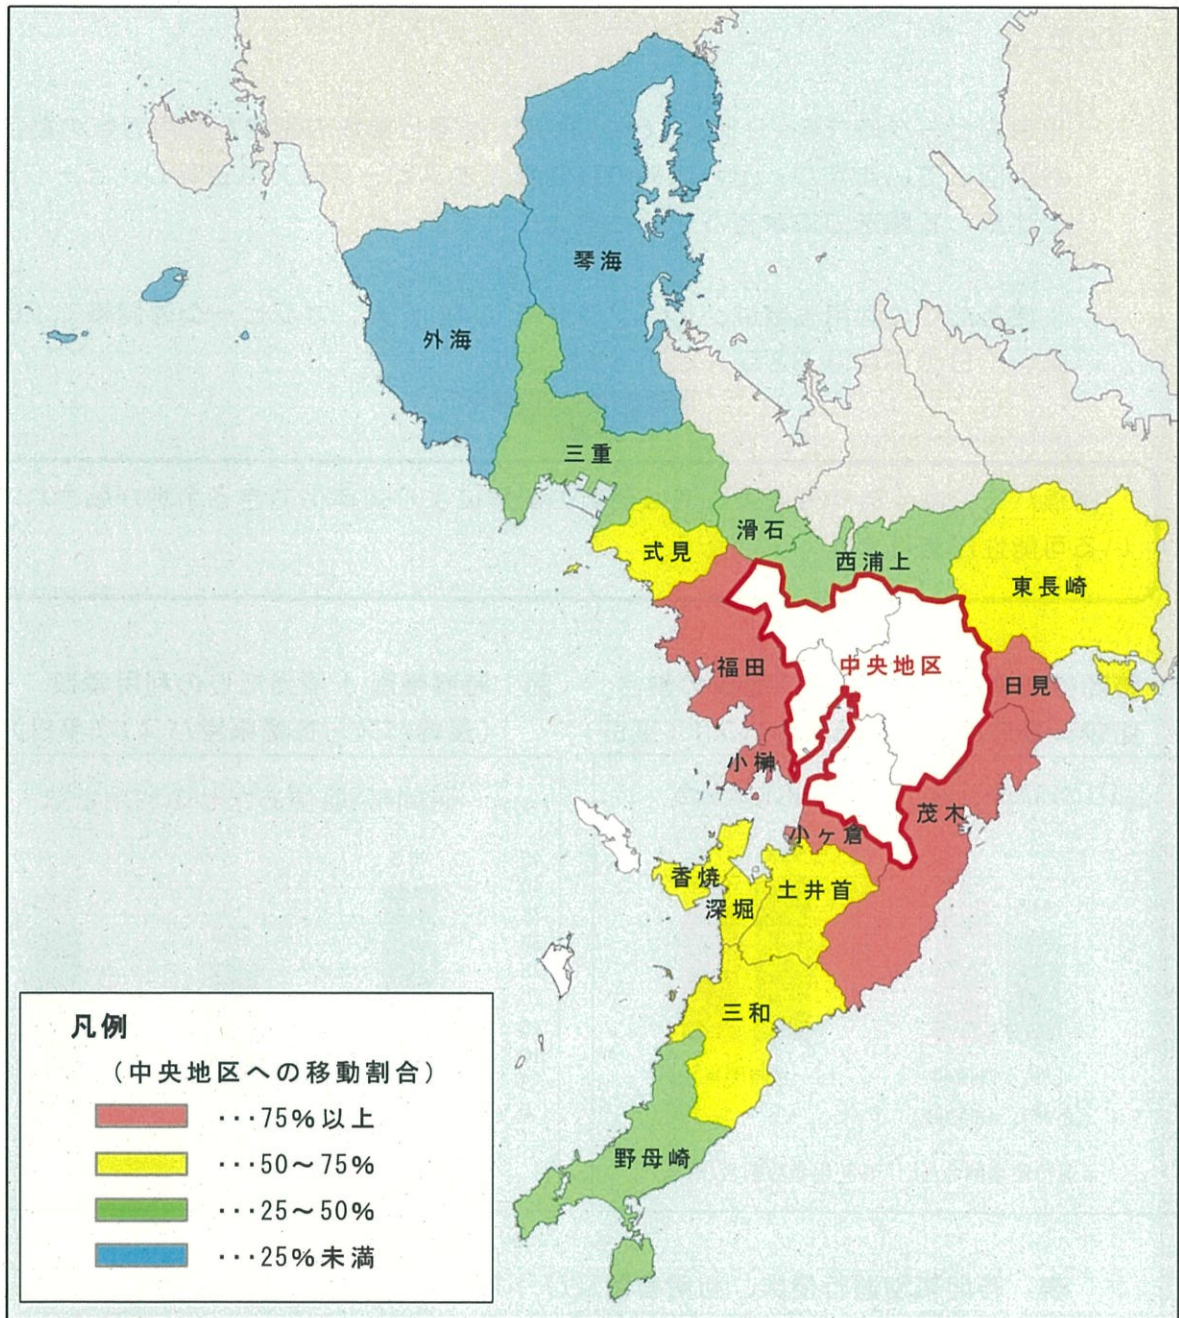 琴海
外海
三重
滑石
式見
西浦上
東長崎
福田
中央地区
日見
小榊
茂木
小ヶ倉
香焼
土井首
深堀
三和
野母崎
凡例
(中央地区への移動割合)
···75%以上
···50～75%
···25～50%
···25%未満